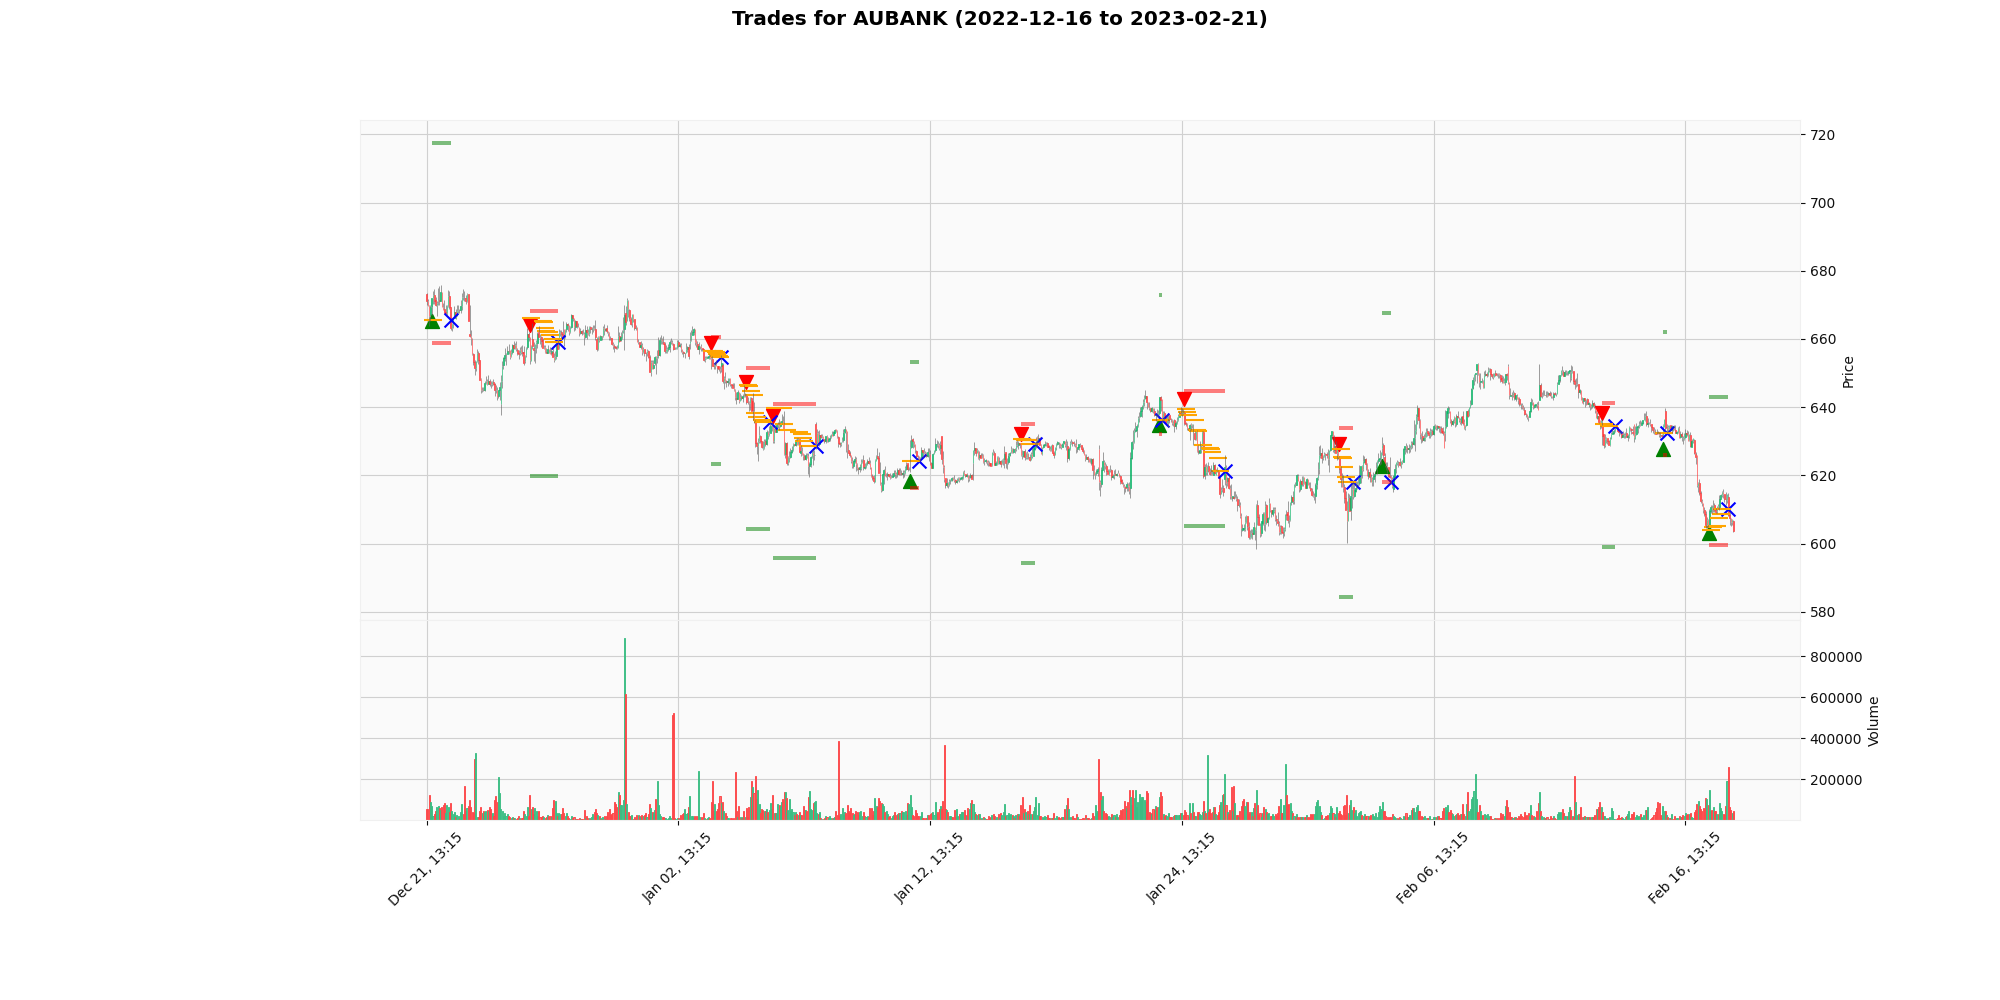 Trades for AUBANK (2022-12-16 to 2023-02-21)
720
700
680
660
640
620
600
580
Price
800000
600000
400000
200000
Volume
Dec 21, 13:15
Jan 02, 13:15
Jan 12, 13:15
Jan 24, 13:15
Feb 06, 13:15
Feb 16, 13:15